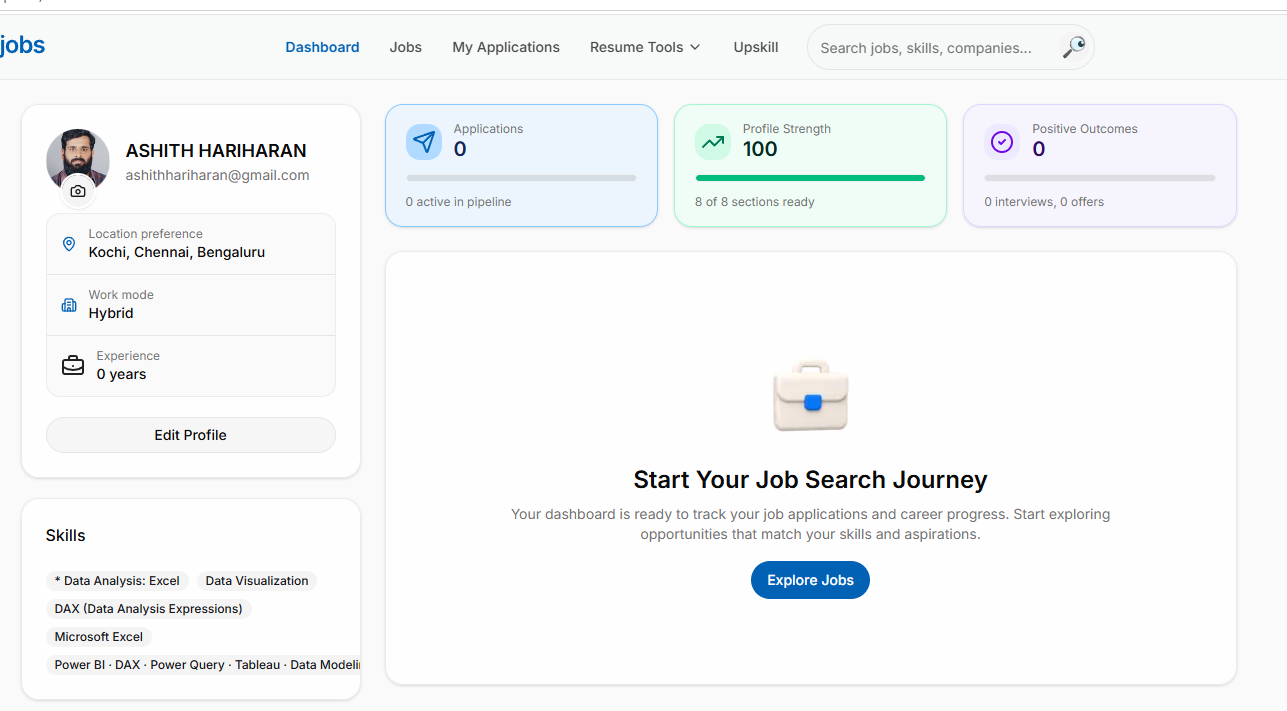 jobs
Dashboard
Jobs
My Applications
Resume Tools
Upskill
Search jobs, skills, companies...
ASHITH HARIHARAN
ashithhariharan@gmail.com
Location preference
Kochi, Chennai, Bengaluru
Work mode
Hybrid
Experience
0 years
Edit Profile
Skills
* Data Analysis: Excel
Data Visualization
DAX (Data Analysis Expressions)
Microsoft Excel
Power BI · DAX · Power Query · Tableau · Data Modeli
Applications
0
0 active in pipeline
Profile Strength
100
8 of 8 sections ready
Positive Outcomes
0
0 interviews, 0 offers
Start Your Job Search Journey
Your dashboard is ready to track your job applications and career progress. Start exploring
opportunities that match your skills and aspirations.
Explore Jobs